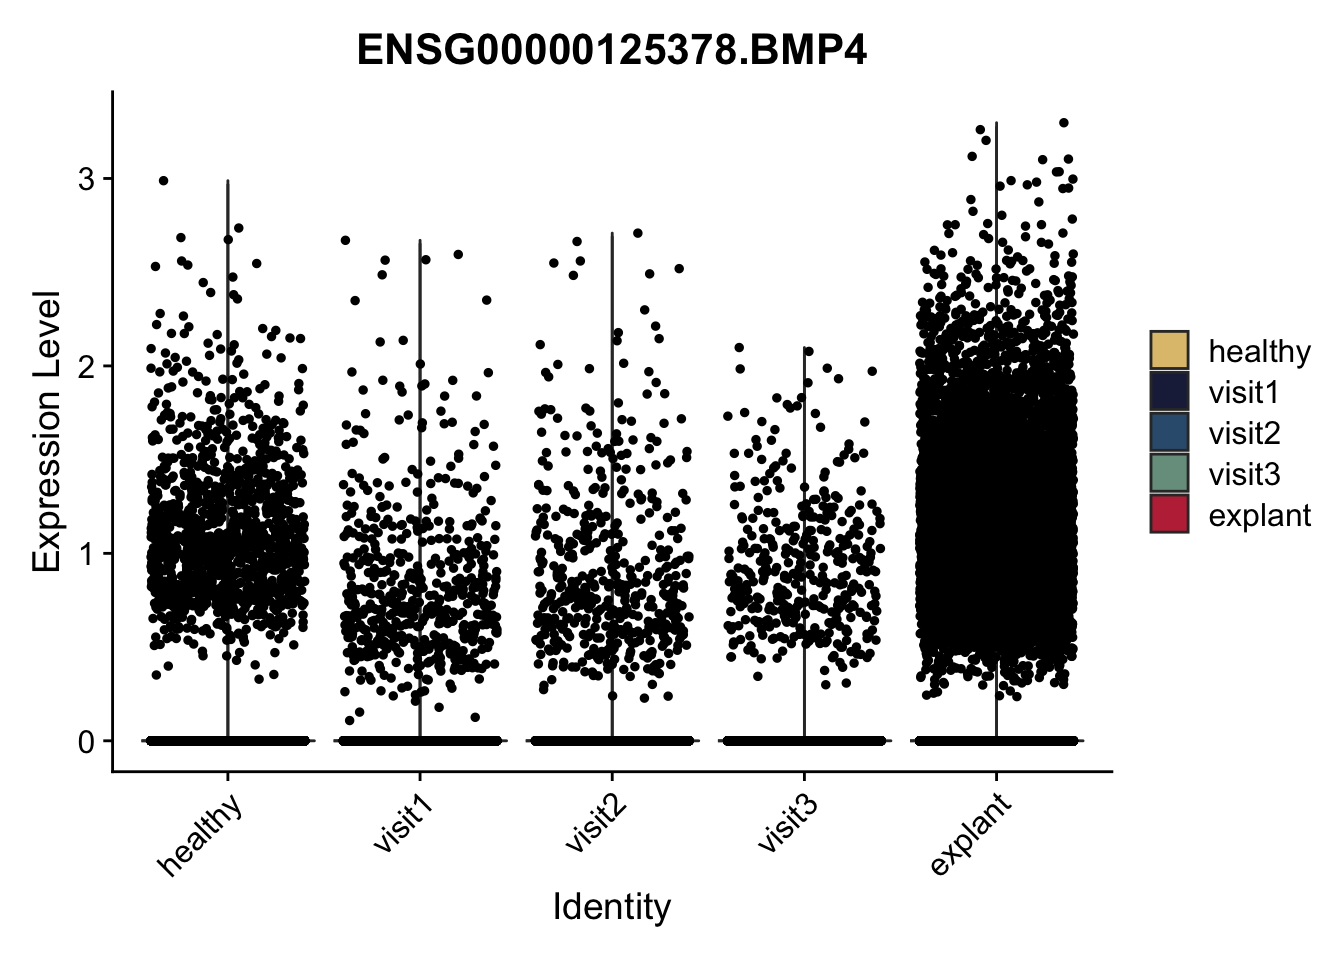 ENSG00000125378.BMP4
Expression Level
3
2
1
0
healthy
visit1
visit2
visit3
explant
Identity
healthy
visit1
visit2
visit3
explant